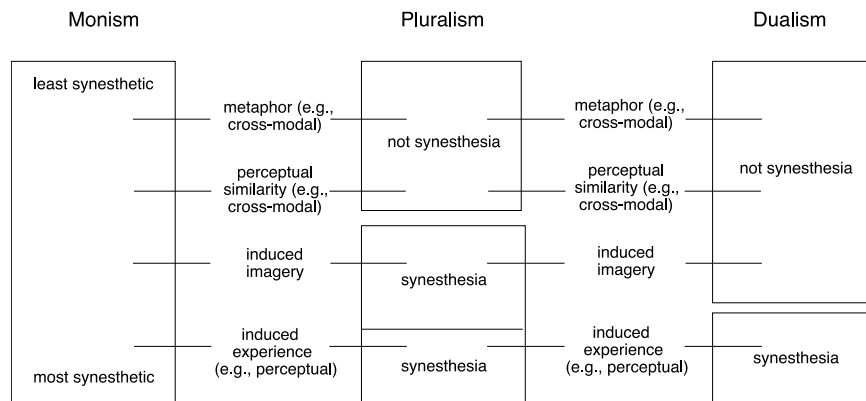 Monism
Pluralism
Dualism
least synesthetic
metaphor (e.g.,
cross-modal)
not synesthesia
metaphor (e.g.,
cross-modal)
perceptual
similarity (e.g.,
cross-modal)
perceptual
similarity (e.g.,
cross-modal)
not synesthesia
induced
imagery
synesthesia
induced
imagery
most synesthetic
induced
experience
(e.g., perceptual)
synesthesia
induced
experience
(e.g., perceptual)
synesthesia